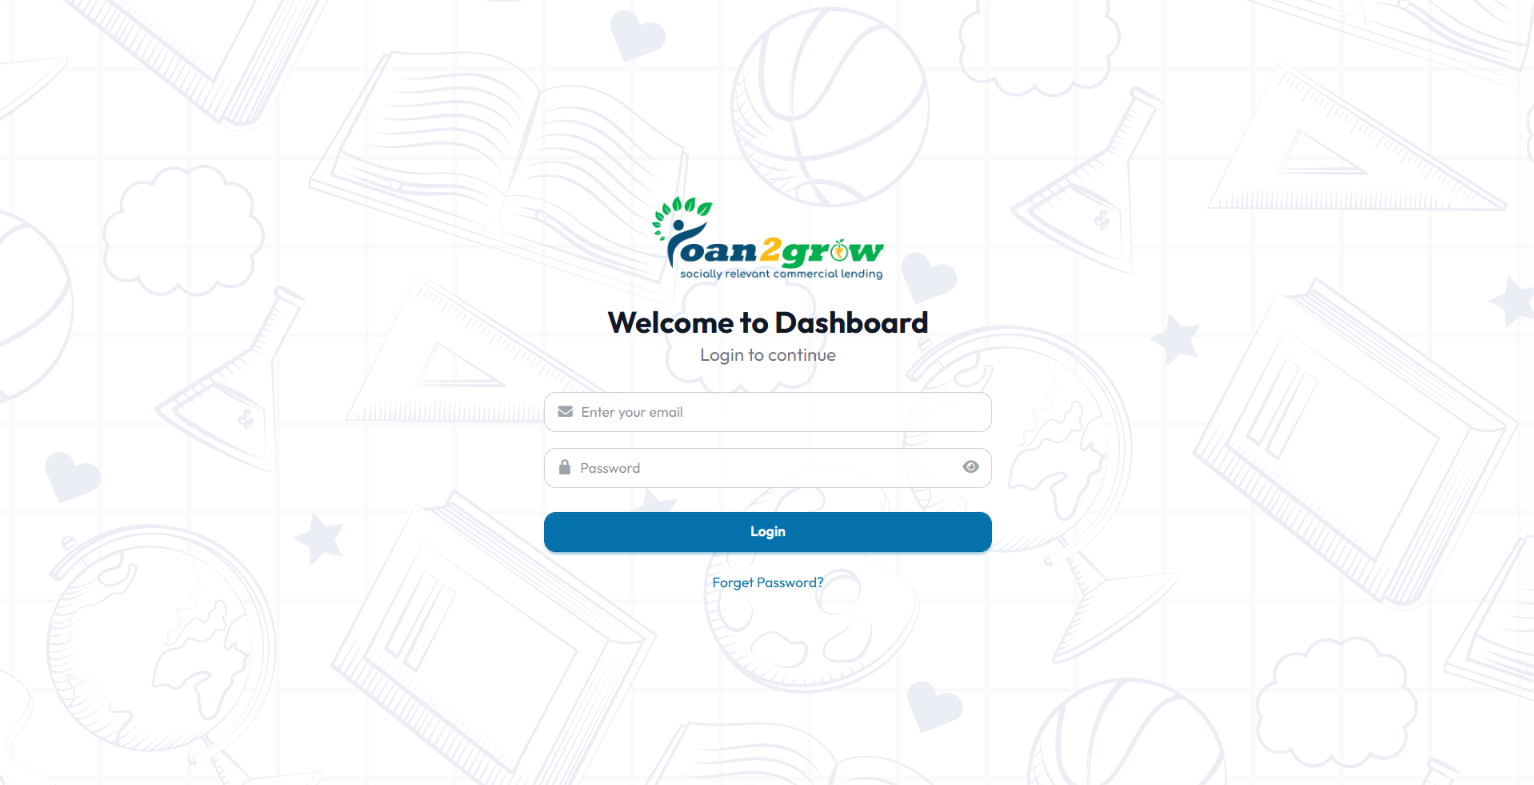 loan2grow
socially relevant commercial lending
Welcome to Dashboard
Login to continue
Enter your email
Password
Login
Forget Password?